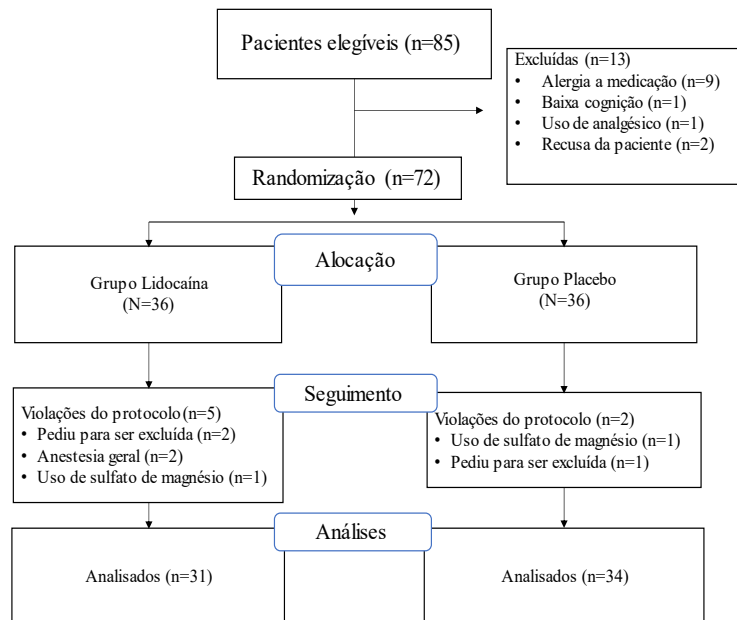 Pacientes elegíveis (n=85)
Excluídas (n=13)
• Alergia a medicação (n=9)
• Baixa cognição (n=1)
• Uso de analgésico (n=1)
• Recusa da paciente (n=2)
Randomização (n=72)
Alocação
Grupo Lidocaína
(N=36)
Grupo Placebo
(N=36)
Seguimento
Violações do protocolo (n=5)
• Pediu para ser excluída (n=2)
• Anestesia geral (n=2)
• Uso de sulfato de magnésio (n=1)
Violações do protocolo (n=2)
• Uso de sulfato de magnésio (n=1)
• Pediu para ser excluída (n=1)
Análises
Analisados (n=31)
Analisados (n=34)